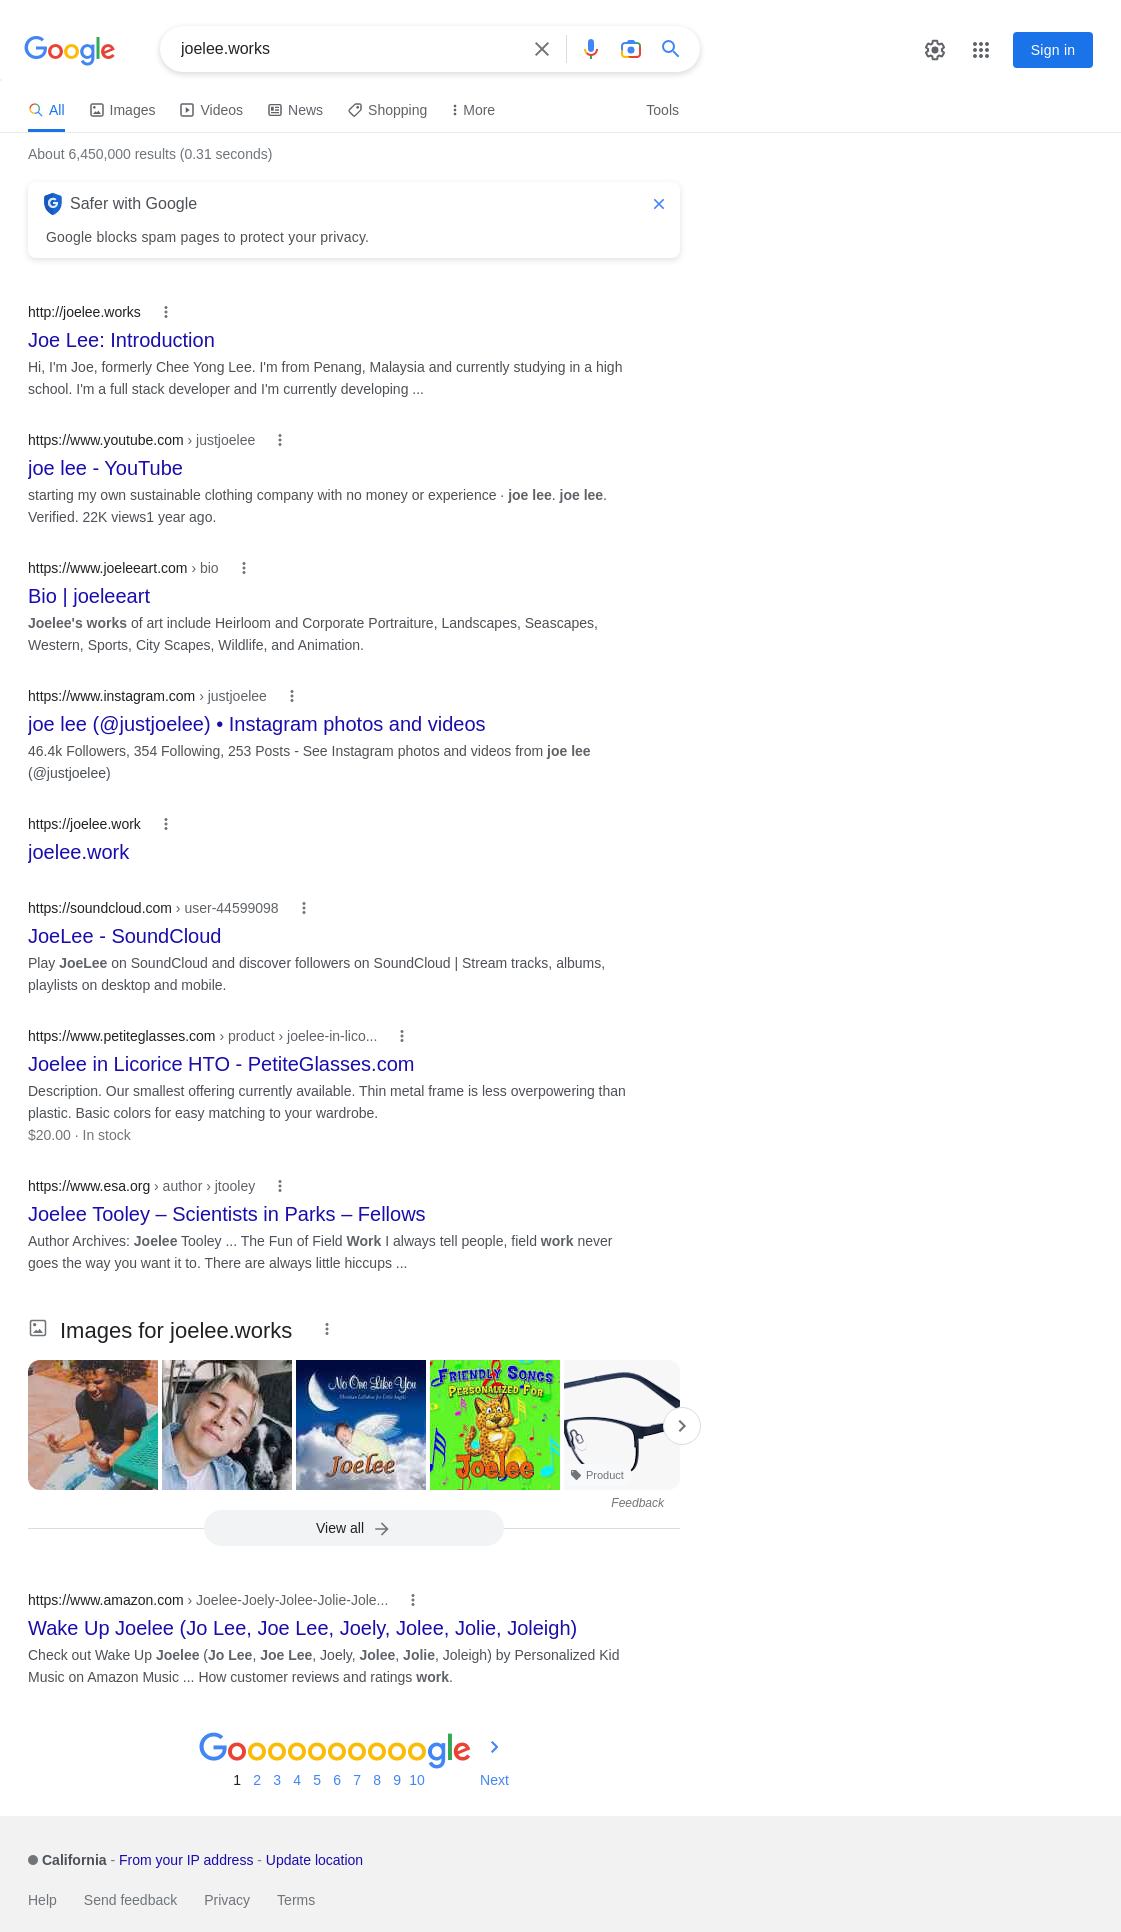 Google
joelee.works
Sign in
All
Images
Videos
News
Shopping
More
Tools
About 6,450,000 results (0.31 seconds)
Safer with Google
Google blocks spam pages to protect your privacy.
http://joelee.works
Joe Lee: Introduction
Hi, I'm Joe, formerly Chee Yong Lee. I'm from Penang, Malaysia and currently studying in a high
school. I'm a full stack developer and I'm currently developing ...
https://www.youtube.com › justjoelee
joe lee - YouTube
starting my own sustainable clothing company with no money or experience · joe lee. joe lee.
Verified. 22K views1 year ago.
https://www.joeleeart.com › bio
Bio | joeleeart
Joelee's works of art include Heirloom and Corporate Portraiture, Landscapes, Seascapes,
Western, Sports, City Scapes, Wildlife, and Animation.
https://www.instagram.com › justjoelee
joe lee (@justjoelee) • Instagram photos and videos
46.4k Followers, 354 Following, 253 Posts - See Instagram photos and videos from joe lee
(@justjoelee)
https://joelee.work
joelee.work
https://soundcloud.com › user-44599098
JoeLee - SoundCloud
Play JoeLee on SoundCloud and discover followers on SoundCloud | Stream tracks, albums,
playlists on desktop and mobile.
https://www.petiteglasses.com › product › joelee-in-lico...
Joelee in Licorice HTO - PetiteGlasses.com
Description. Our smallest offering currently available. Thin metal frame is less overpowering than
plastic. Basic colors for easy matching to your wardrobe.
$20.00 · In stock
https://www.esa.org › author › jtooley
Joelee Tooley – Scientists in Parks – Fellows
Author Archives: Joelee Tooley ... The Fun of Field Work I always tell people, field work never
goes the way you want it to. There are always little hiccups ...
Images for joelee.works
No One Like You
Christian Lullabies for Little Angels
Joelee
FRIENDLY SONGS
PERSONALIZED FOR
Joelee
Product
Feedback
View all
https://www.amazon.com › Joelee-Joely-Jolee-Jolie-Jole...
Wake Up Joelee (Jo Lee, Joe Lee, Joely, Jolee, Jolie, Joleigh)
Check out Wake Up Joelee (Jo Lee, Joe Lee, Joely, Jolee, Jolie, Joleigh) by Personalized Kid
Music on Amazon Music ... How customer reviews and ratings work.
Goooooooooogle
1 2 3 4 5 6 7 8 9 10 Next
California - From your IP address - Update location
Help Send feedback Privacy Terms